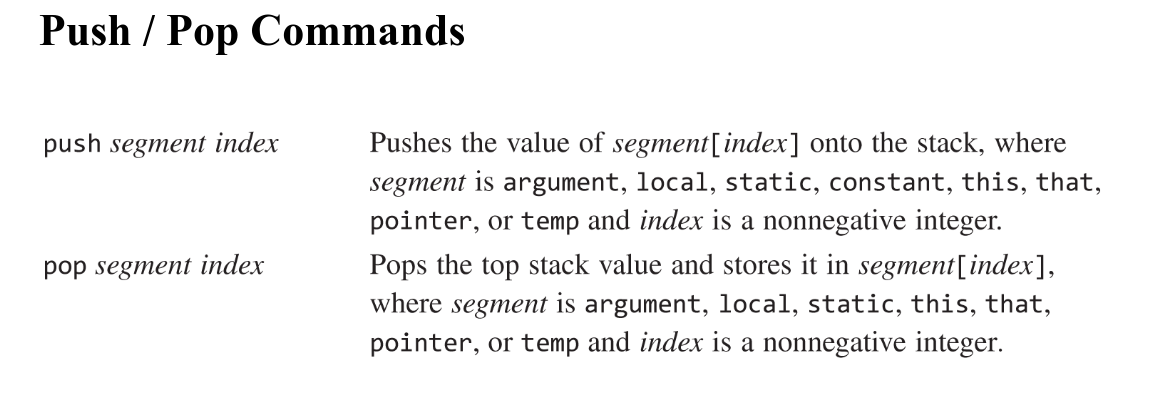 Push / Pop Commands
push segment index Pushes the value of segment[index] onto the stack, where
segment is argument, local, static, constant, this, that,
pointer, or temp and index is a nonnegative integer.
pop segment index Pops the top stack value and stores it in segment[index],
where segment is argument, local, static, this, that,
pointer, or temp and index is a nonnegative integer.